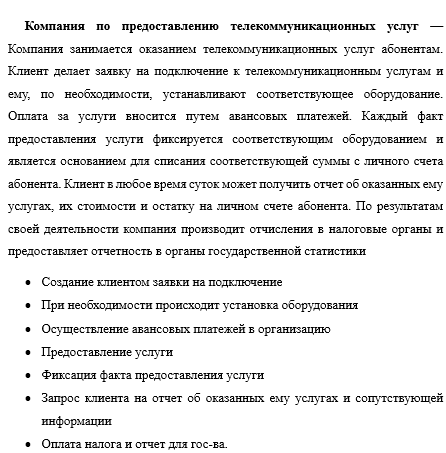 Компания по предоставлению телекоммуникационных услуг —
Компания занимается оказанием телекоммуникационных услуг абонентам.
Клиент делает заявку на подключение к телекоммуникационным услугам и
ему, по необходимости, устанавливают соответствующее оборудование.
Оплата за услуги вносится путем авансовых платежей. Каждый факт
предоставления услуги фиксируется соответствующим оборудованием и
является основанием для списания соответствующей суммы с личного счета
абонента. Клиент в любое время суток может получить отчет об оказанных ему
услугах, их стоимости и остатку на личном счете абонента. По результатам
своей деятельности компания производит отчисления в налоговые органы и
предоставляет отчетность в органы государственной статистики
• Создание клиентом заявки на подключение
• При необходимости происходит установка оборудования
• Осуществление авансовых платежей в организацию
• Предоставление услуги
• Фиксация факта предоставления услуги
• Запрос клиента на отчет об оказанных ему услугах и сопутствующей
информации
• Оплата налога и отчет для гос-ва.